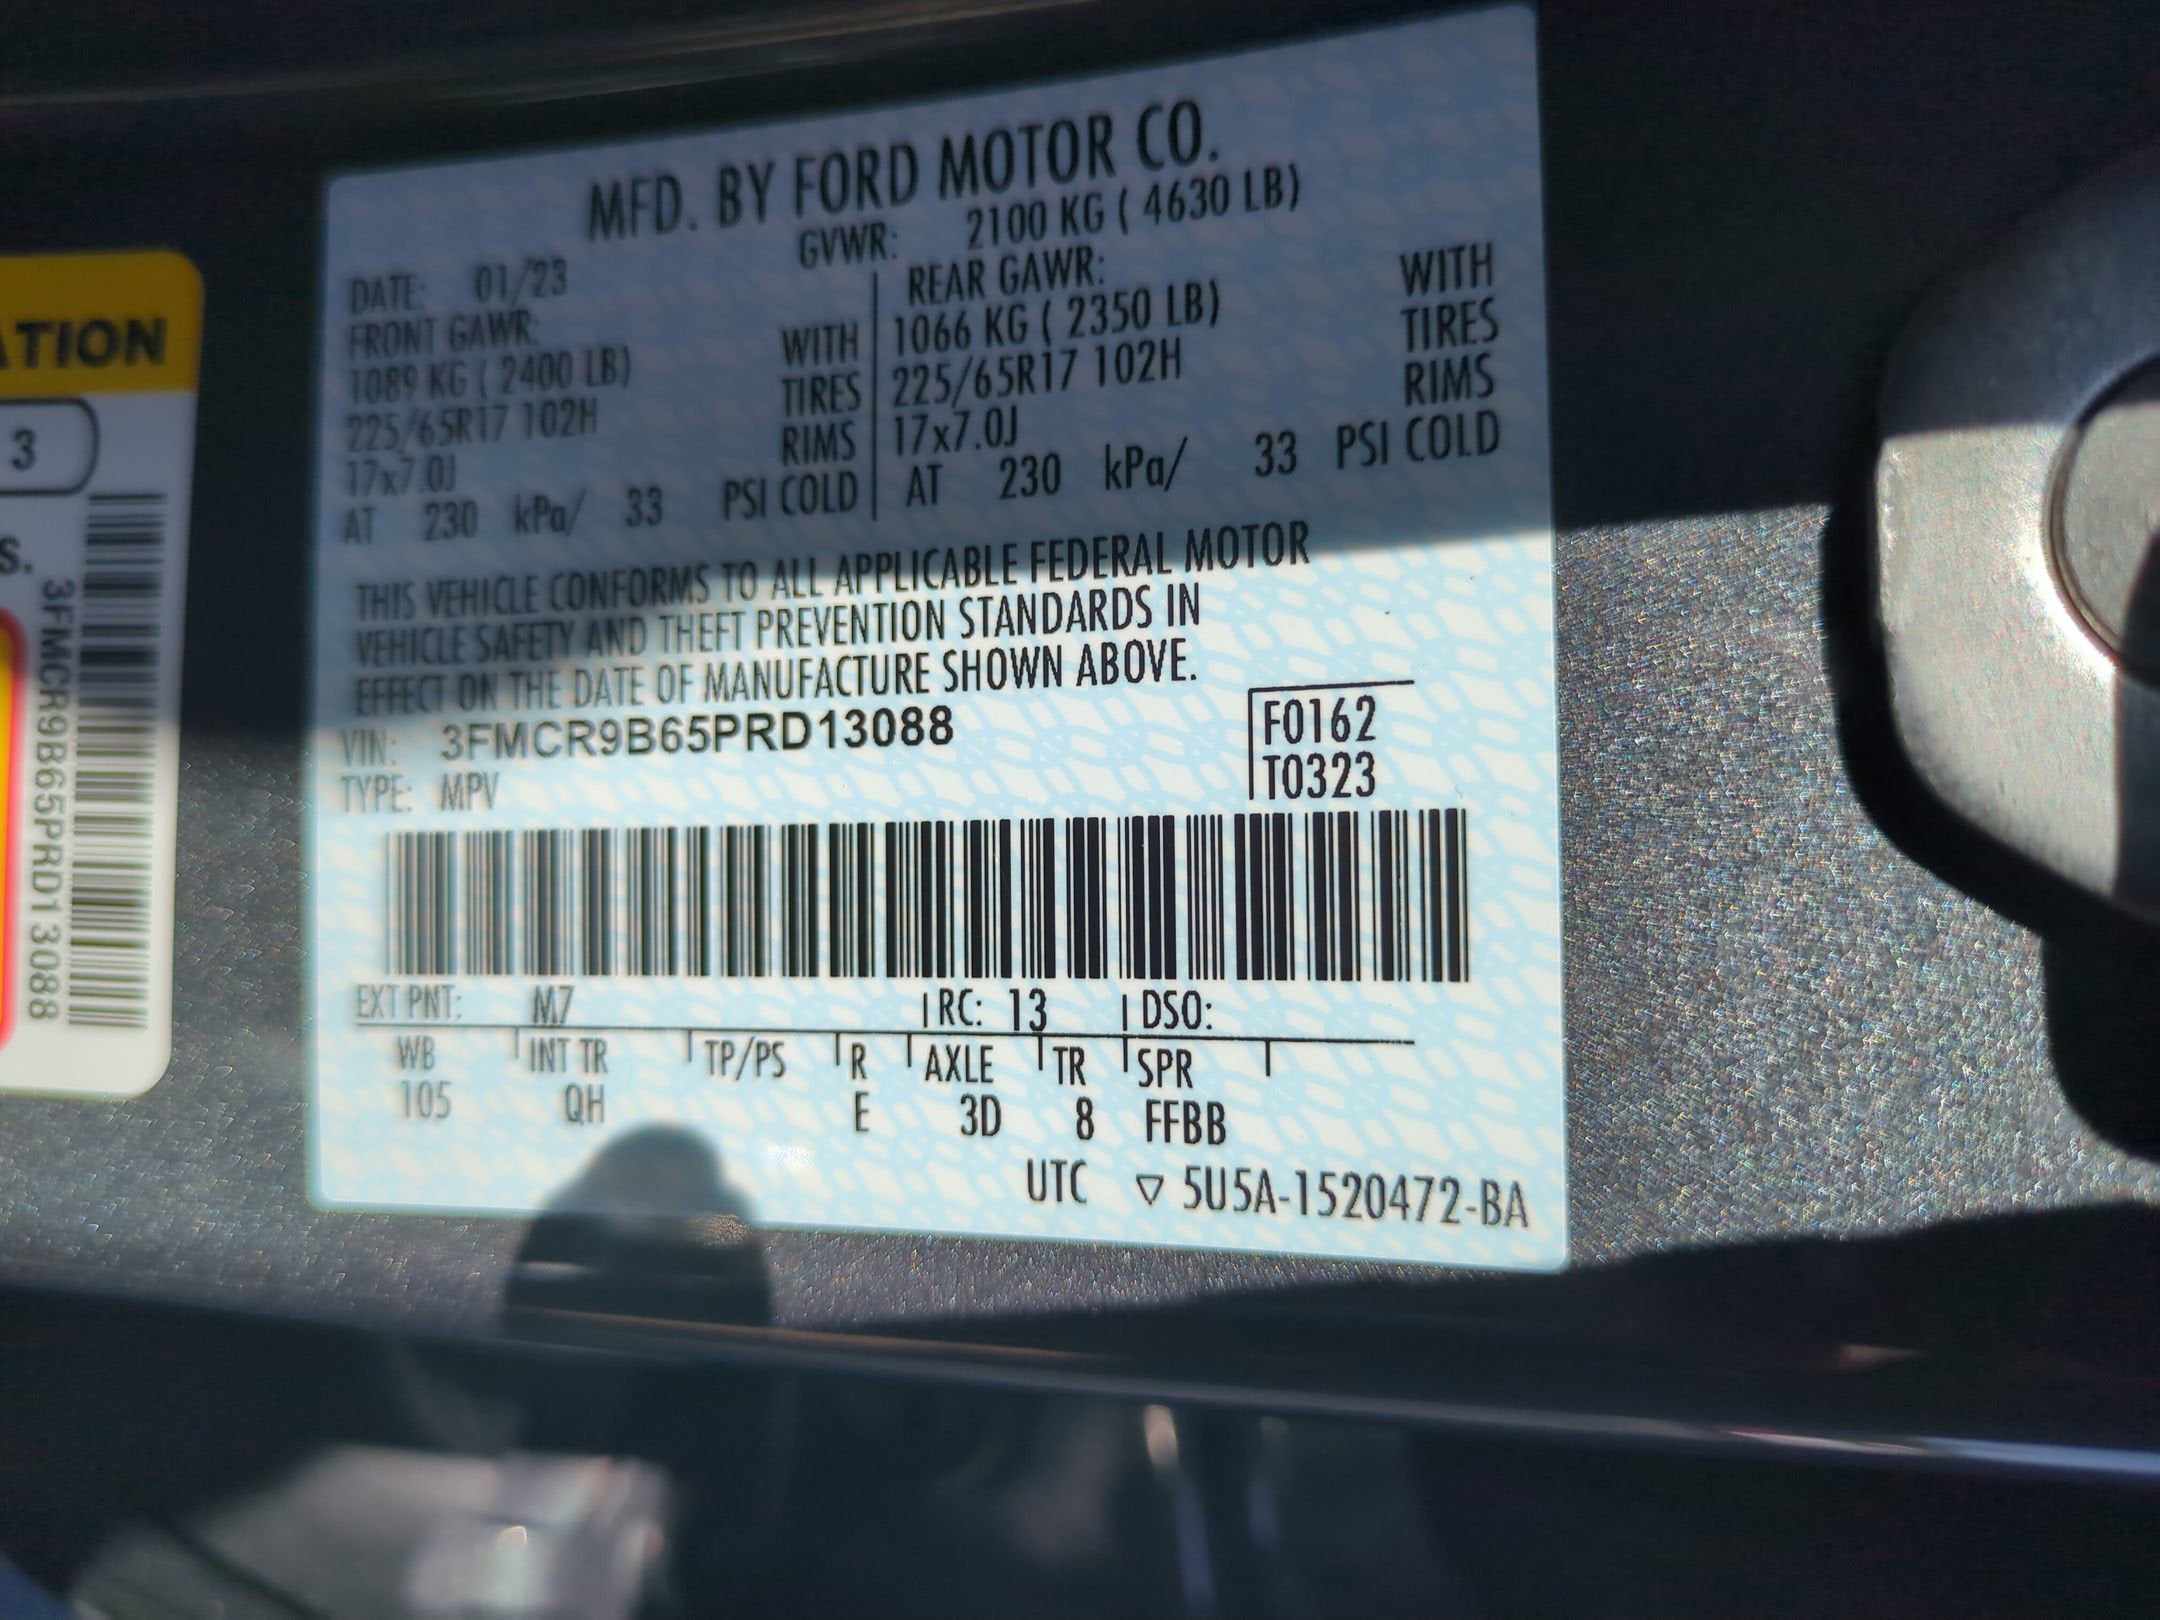 MFD. BY FORD MOTOR CO.
GVWR: 2100 KG ( 4630 LB)
DATE: 01/23
FRONT GAWR:
1089 KG ( 2400 LB) WITH
225/65R17 102H TIRES
17x7.0J RIMS
AT 230 kPa/ 33 PSI COLD
REAR GAWR: WITH
1066 KG ( 2350 LB) TIRES
225/65R17 102H RIMS
17x7.0J
AT 230 kPa/ 33 PSI COLD
THIS VEHICLE CONFORMS TO ALL APPLICABLE FEDERAL MOTOR
VEHICLE SAFETY AND THEFT PREVENTION STANDARDS IN
EFFECT ON THE DATE OF MANUFACTURE SHOWN ABOVE.
VIN: 3FMCR9B65PRD13088
TYPE: MPV
F0162
T0323
EXT PNT: M7 RC: 13 DSO:
WB INT TR TP/PS R AXLE TR SPR
105 QH E 3D 8 FFBB
UTC ▽ 5U5A-1520472-BA
ATION
3
S.
3FMCR9B65PRD13088